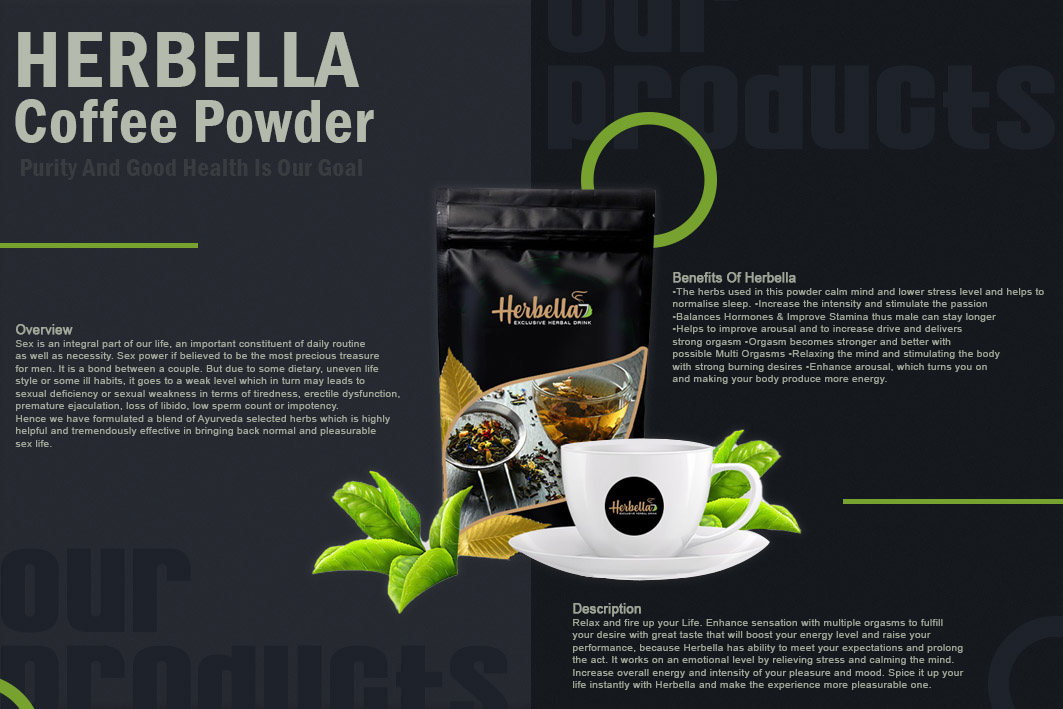 HERBELLA
Coffee Powder
Purity And Good Health Is Our Goal
our
products
Overview
Sex is an integral part of our life, an important constituent of daily routine
as well as necessity. Sex power if believed to be the most precious treasure
for men. It is a bond between a couple. But due to some dietary, uneven life
style or some ill habits, it goes to a weak level which in turn may leads to
sexual deficiency or sexual weakness in terms of tiredness, erectile dysfunction,
premature ejaculation, loss of libido, low sperm count or impotency.
Hence we have formulated a blend of Ayurveda selected herbs which is highly
helpful and tremendously effective in bringing back normal and pleasurable
sex life.
Herbella7
EXCLUSIVE HERBAL DRINK
Benefits Of Herbella
-The herbs used in this powder calm mind and lower stress level and helps to
normalise sleep. -Increase the intensity and stimulate the passion
-Balances Hormones & Improve Stamina thus male can stay longer
-Helps to improve arousal and to increase drive and delivers
strong orgasm -Orgasm becomes stronger and better with
possible Multi Orgasms -Relaxing the mind and stimulating the body
with strong burning desires -Enhance arousal, which turns you on
and making your body produce more energy.
Herbella7
EXCLUSIVE HERBAL DRINK
our
products
Description
Relax and fire up your Life. Enhance sensation with multiple orgasms to fulfill
your desire with great taste that will boost your energy level and raise your
performance, because Herbella has ability to meet your expectations and prolong
the act. It works on an emotional level by relieving stress and calming the mind.
Increase overall energy and intensity of your pleasure and mood. Spice it up your
life instantly with Herbella and make the experience more pleasurable one.